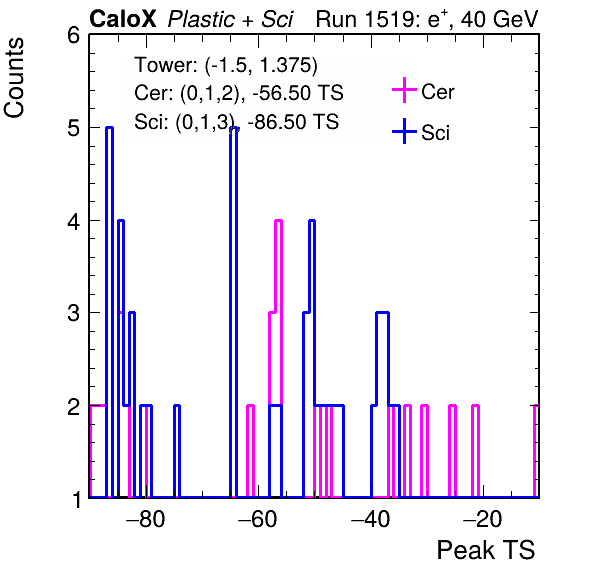 CaloX Plastic + Sci Run 1519: e+, 40 GeV
Counts
Tower: (-1.5, 1.375)
Cer: (0,1,2), -56.50 TS
Sci: (0,1,3), -86.50 TS
Cer
Sci
6
5
4
3
2
1
−80 −60 −40 −20
Peak TS